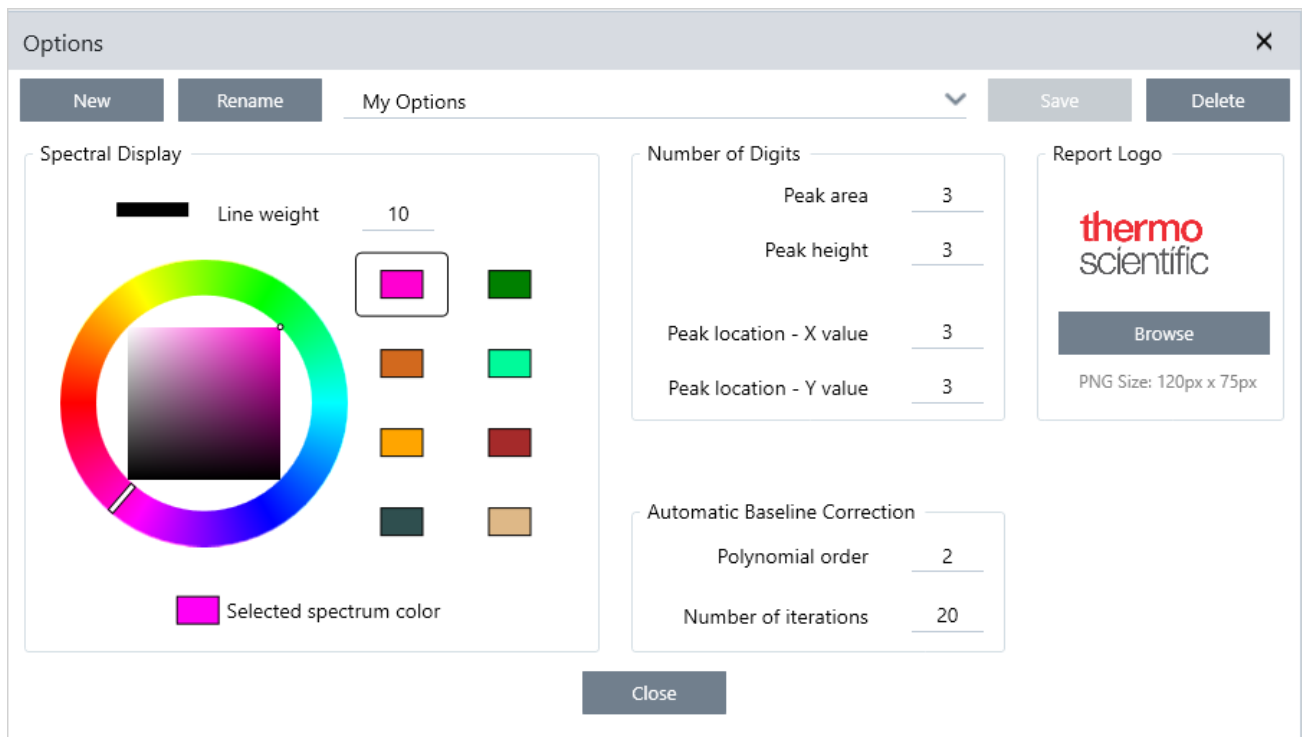 Options
New
Rename
My Options
Save
Delete
Spectral Display
Line weight 10
Selected spectrum color
Number of Digits
Peak area 3
Peak height 3
Peak location - X value 3
Peak location - Y value 3
Automatic Baseline Correction
Polynomial order 2
Number of iterations 20
Report Logo
thermo
scientific
Browse
PNG Size: 120px x 75px
Close